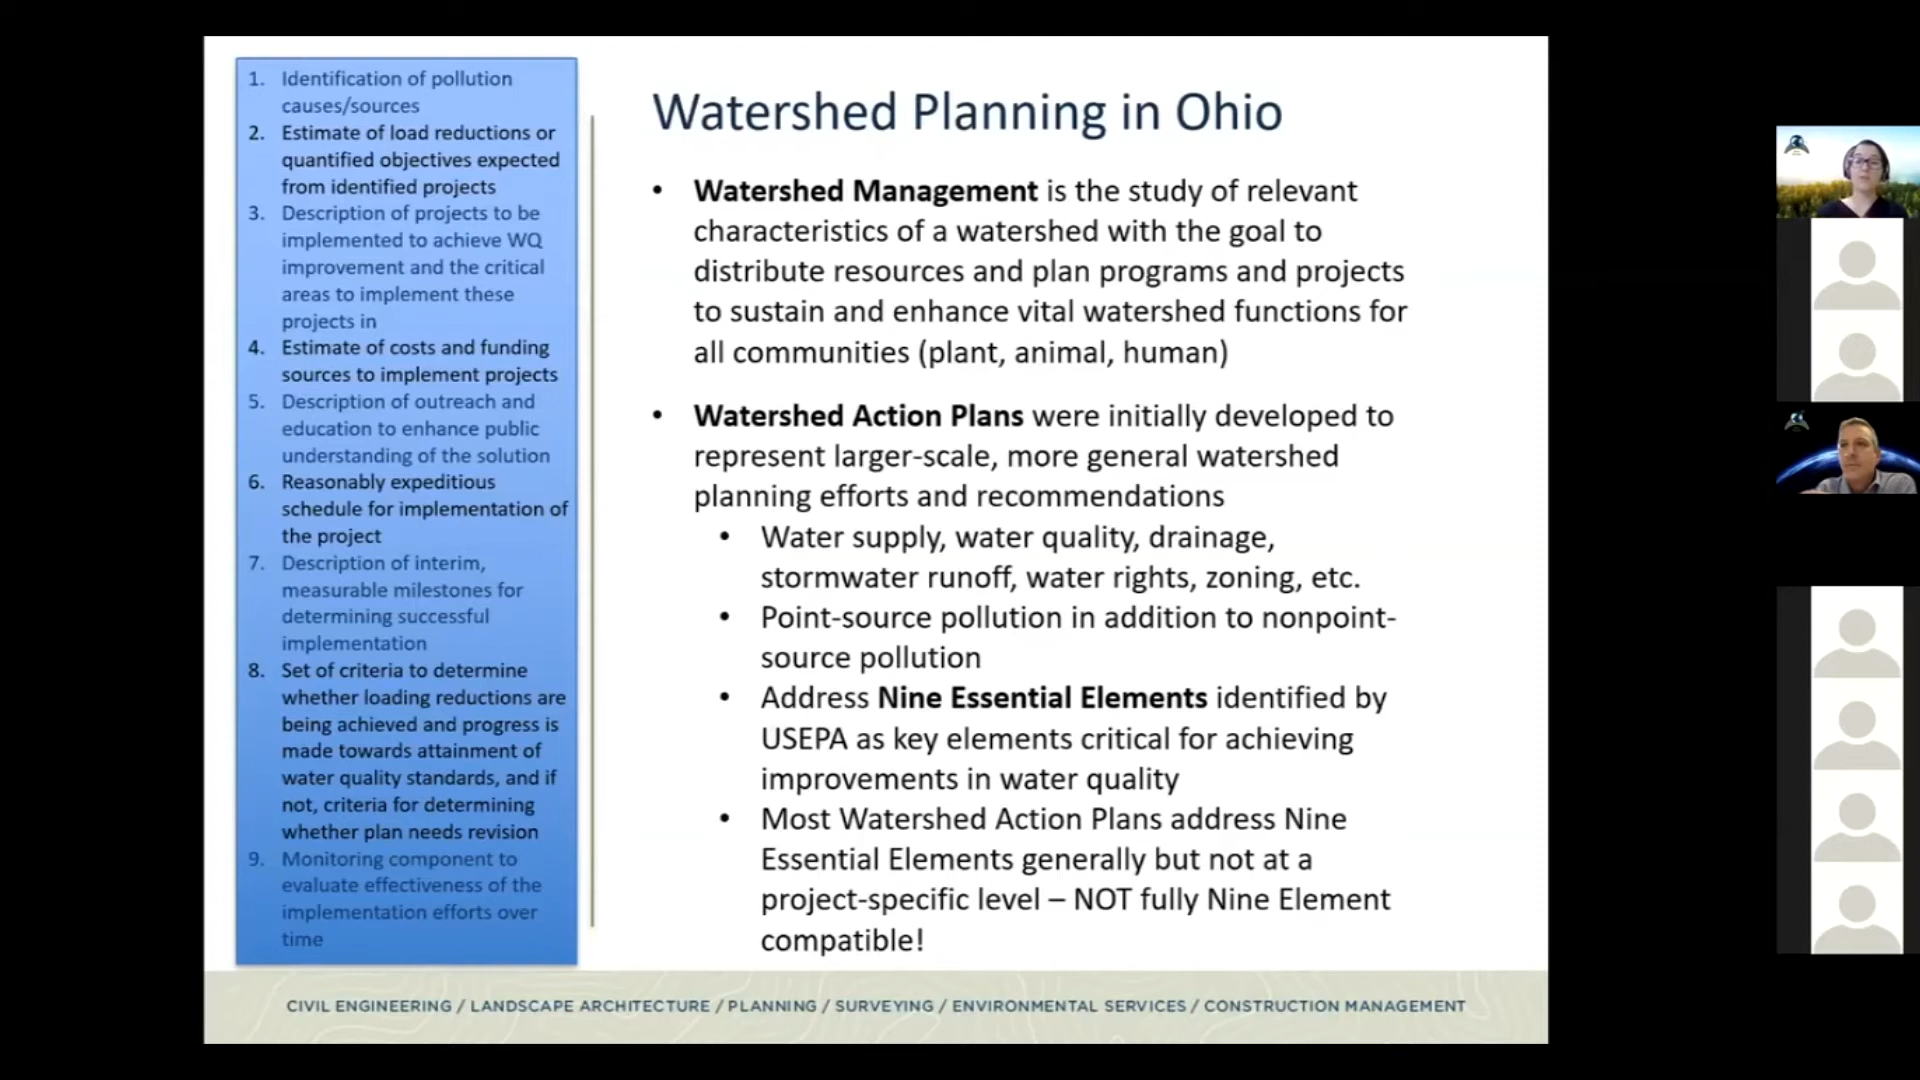 1. Identification of pollution
causes/sources
2. Estimate of load reductions or
quantified objectives expected
from identified projects
3. Description of projects to be
implemented to achieve WQ
improvement and the critical
areas to implement these
projects in
4. Estimate of costs and funding
sources to implement projects
5. Description of outreach and
education to enhance public
understanding of the solution
6. Reasonably expeditious
schedule for implementation of
the project
7. Description of interim,
measurable milestones for
determining successful
implementation
8. Set of criteria to determine
whether loading reductions are
being achieved and progress is
made towards attainment of
water quality standards, and if
not, criteria for determining
whether plan needs revision
9. Monitoring component to
evaluate effectiveness of the
implementation efforts over
time
Watershed Planning in Ohio
• Watershed Management is the study of relevant
characteristics of a watershed with the goal to
distribute resources and plan programs and projects
to sustain and enhance vital watershed functions for
all communities (plant, animal, human)
• Watershed Action Plans were initially developed to
represent larger-scale, more general watershed
planning efforts and recommendations
• Water supply, water quality, drainage,
stormwater runoff, water rights, zoning, etc.
• Point-source pollution in addition to nonpoint-
source pollution
• Address Nine Essential Elements identified by
USEPA as key elements critical for achieving
improvements in water quality
• Most Watershed Action Plans address Nine
Essential Elements generally but not at a
project-specific level – NOT fully Nine Element
compatible!
CIVIL ENGINEERING / LANDSCAPE ARCHITECTURE / PLANNING / SURVEYING / ENVIRONMENTAL SERVICES / CONSTRUCTION MANAGEMENT